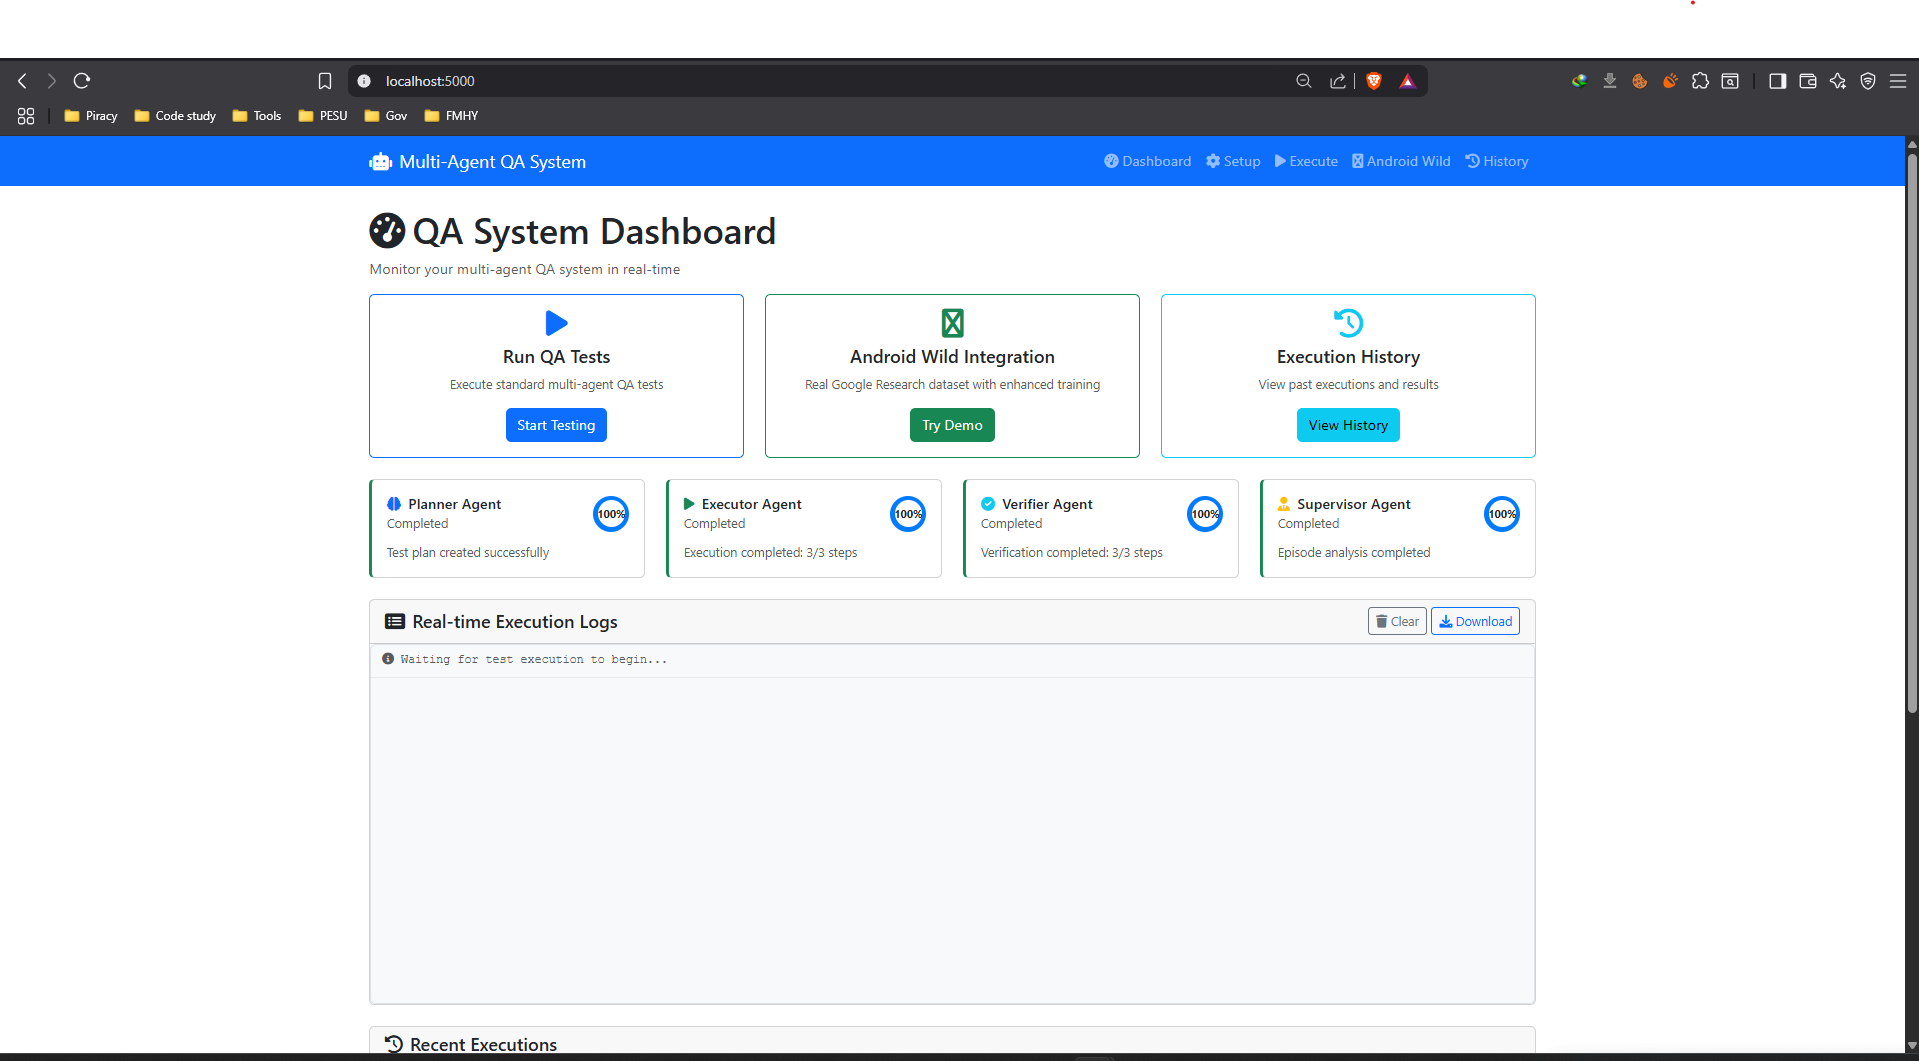 localhost:5000
Piracy Code study Tools PESU Gov FMHY
Multi-Agent QA System
Dashboard Setup Execute Android Wild History
QA System Dashboard
Monitor your multi-agent QA system in real-time
Run QA Tests
Execute standard multi-agent QA tests
Start Testing
Android Wild Integration
Real Google Research dataset with enhanced training
Try Demo
Execution History
View past executions and results
View History
Planner Agent
Completed
100%
Test plan created successfully
Executor Agent
Completed
100%
Execution completed: 3/3 steps
Verifier Agent
Completed
100%
Verification completed: 3/3 steps
Supervisor Agent
Completed
100%
Episode analysis completed
Real-time Execution Logs
Clear Download
Waiting for test execution to begin...
Recent Executions